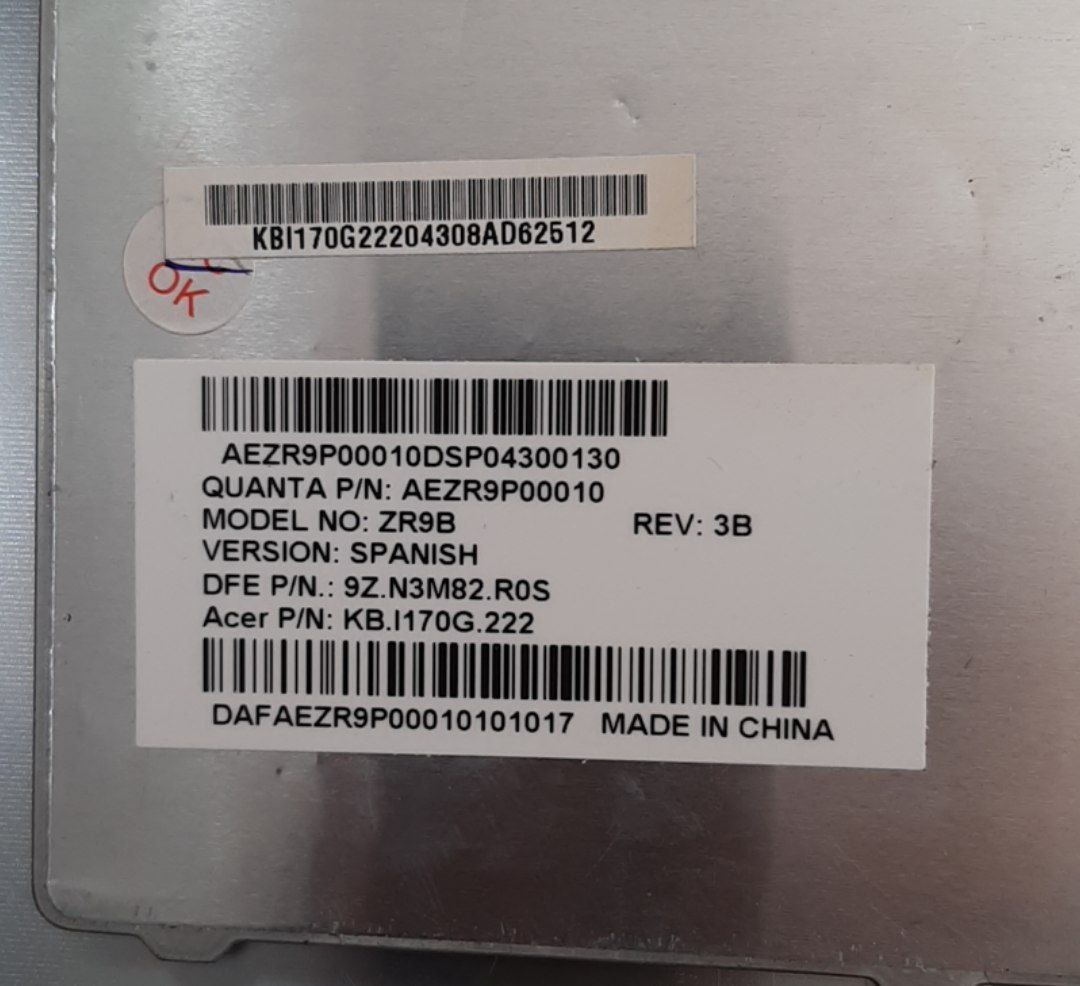 KBI170G22204308AD62512
OK
AEZR9P00010DSP04300130
QUANTA P/N: AEZR9P00010
MODEL NO: ZR9B REV: 3B
VERSION: SPANISH
DFE P/N.: 9Z.N3M82.R0S
Acer P/N: KB.I170G.222
DAFAEZR9P00010101017 MADE IN CHINA